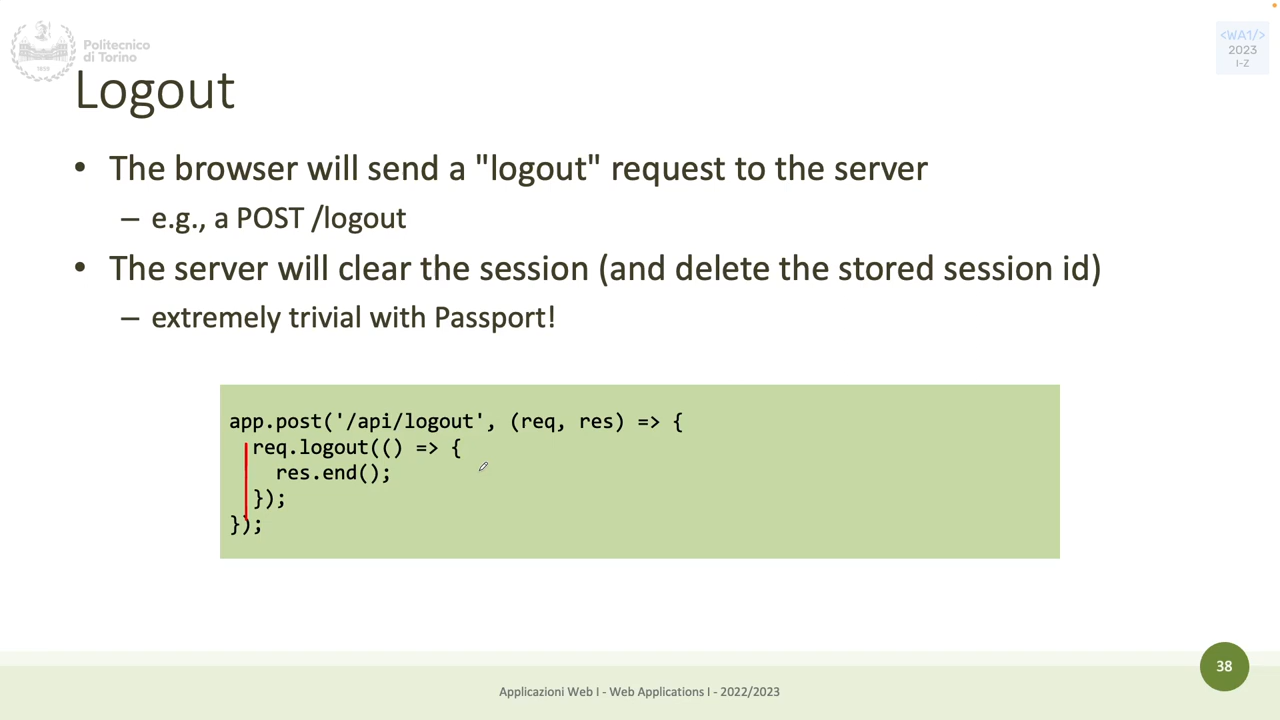 Politecnico
di Torino
1859
<WA1/>
2023
I-Z
Logout
• The browser will send a "logout" request to the server
– e.g., a POST /logout
• The server will clear the session (and delete the stored session id)
– extremely trivial with Passport!
app.post('/api/logout', (req, res) => {
  req.logout(() => {
    res.end();
  });
});
38
Applicazioni Web I - Web Applications I - 2022/2023